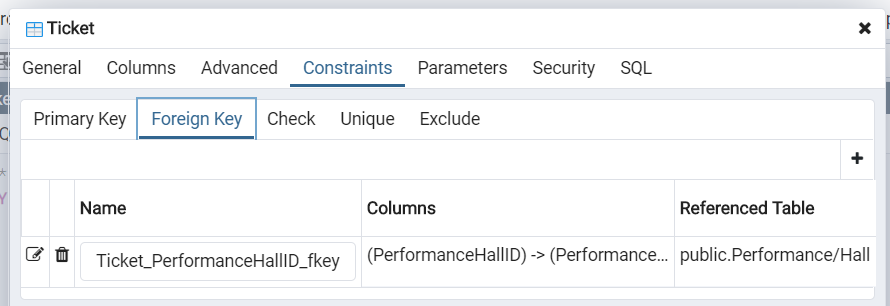 Ticket
General Columns Advanced Constraints Parameters Security SQL
Primary Key Foreign Key Check Unique Exclude
Name Columns Referenced Table
Ticket_PerformanceHallID_fkey (PerformanceHallID) -> (Performance... public.Performance/Hall